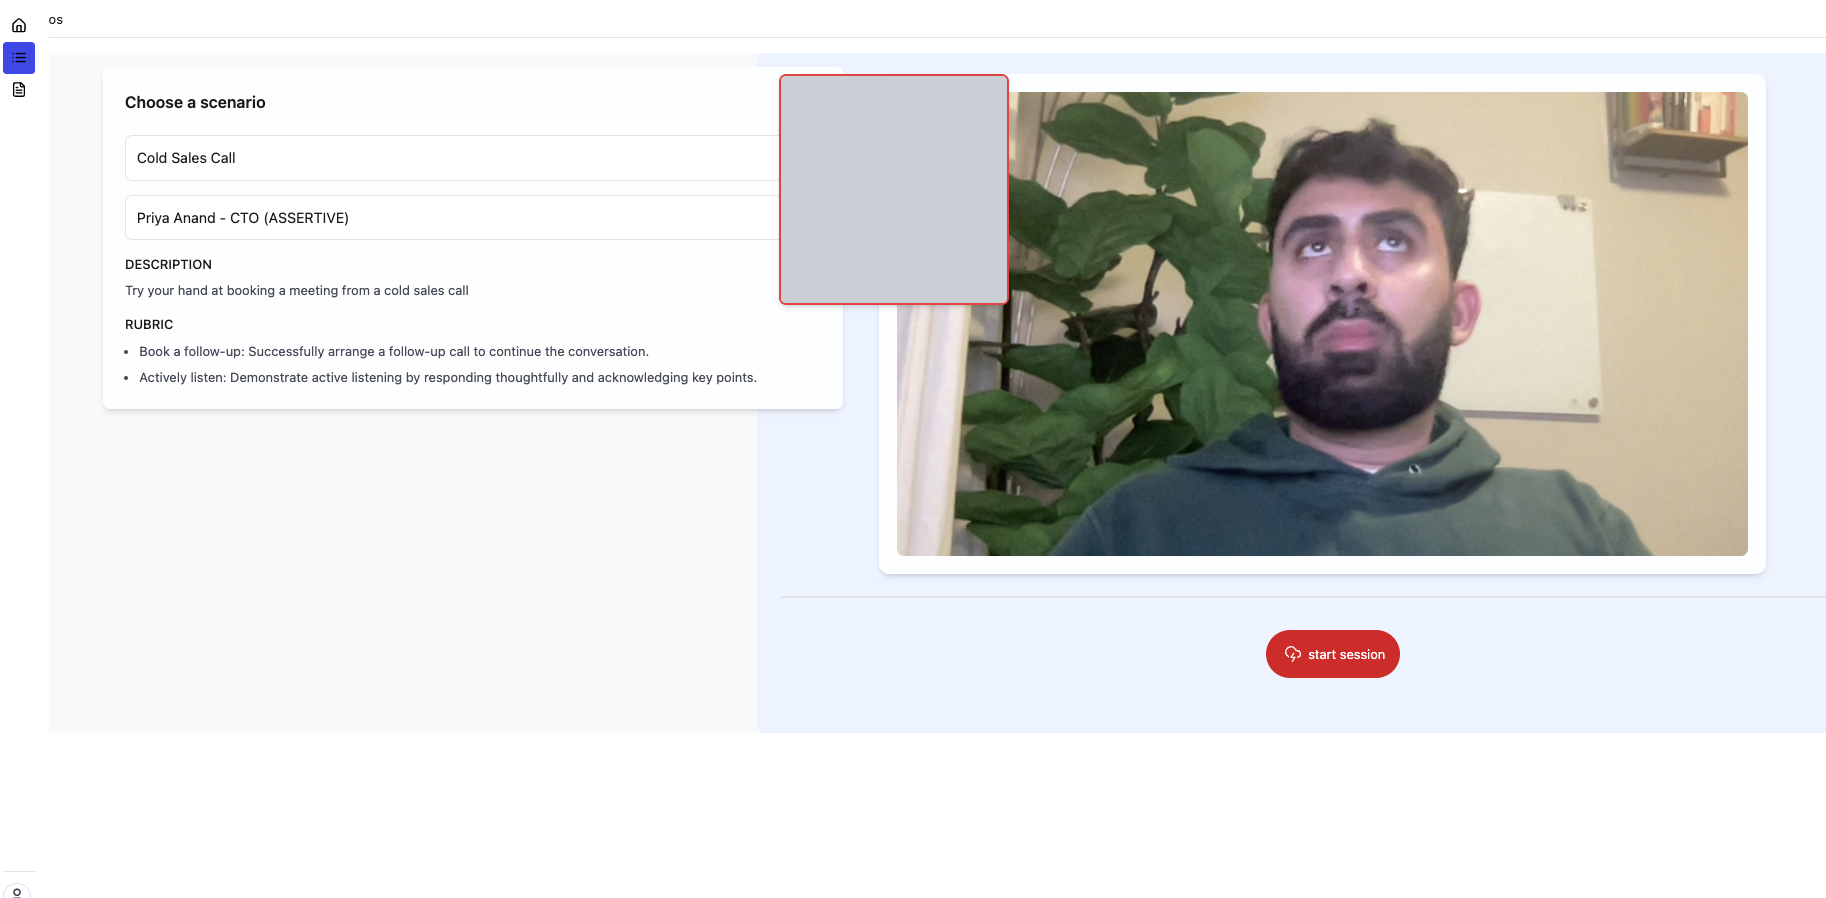 os
Choose a scenario
Cold Sales Call
Priya Anand - CTO (ASSERTIVE)
DESCRIPTION
Try your hand at booking a meeting from a cold sales call
RUBRIC
• Book a follow-up: Successfully arrange a follow-up call to continue the conversation.
• Actively listen: Demonstrate active listening by responding thoughtfully and acknowledging key points.
start session